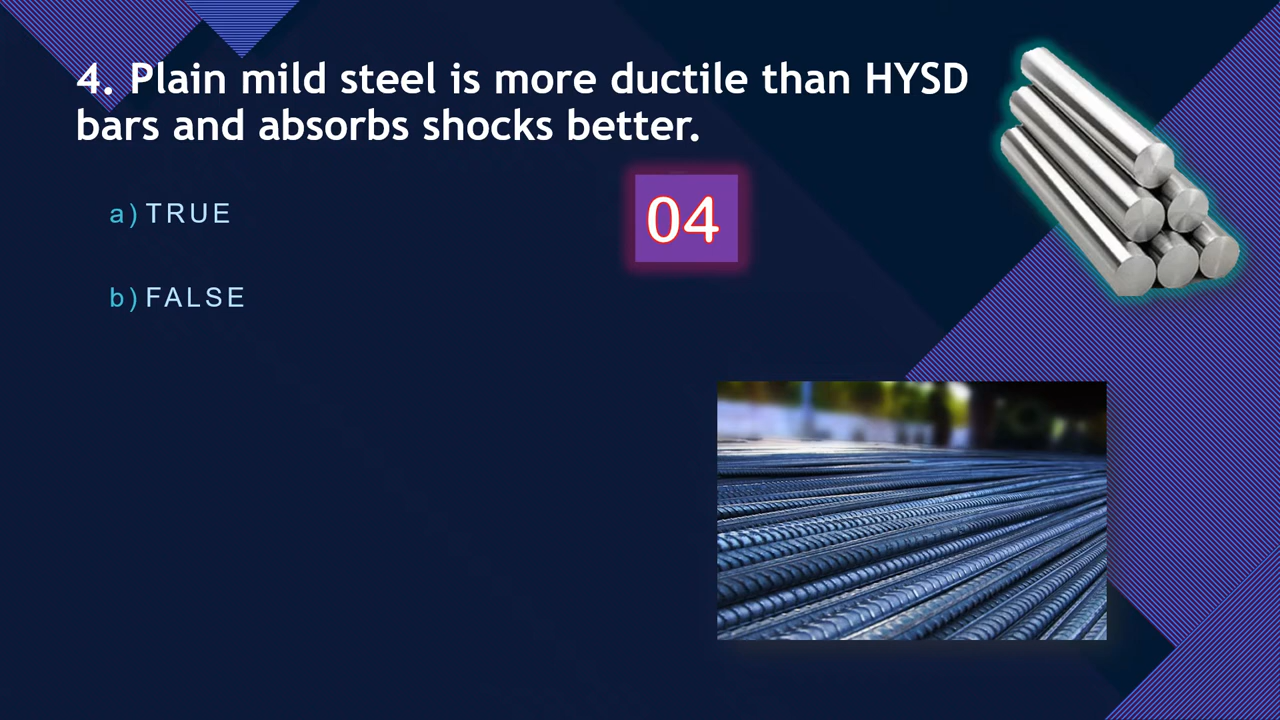 4. Plain mild steel is more ductile than HYSD
bars and absorbs shocks better.
a) TRUE
04
b) FALSE